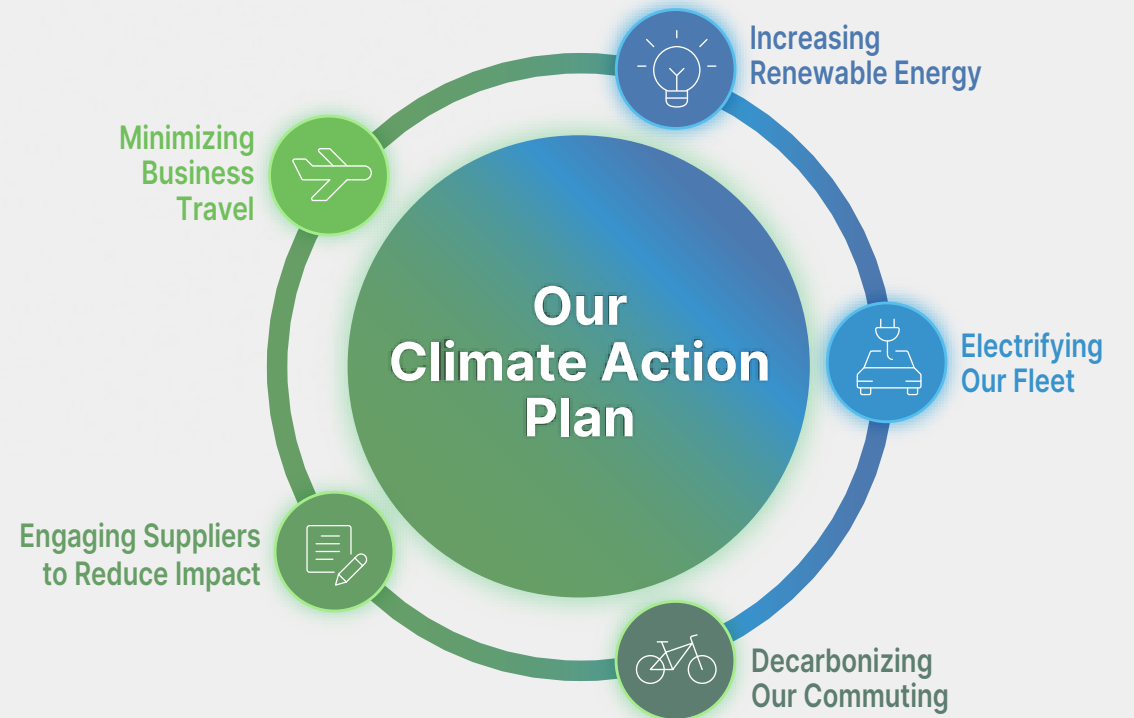 Increasing
Renewable Energy
Minimizing
Business
Travel
Our
Climate Action
Plan
Electrifying
Our Fleet
Engaging Suppliers
to Reduce Impact
Decarbonizing
Our Commuting